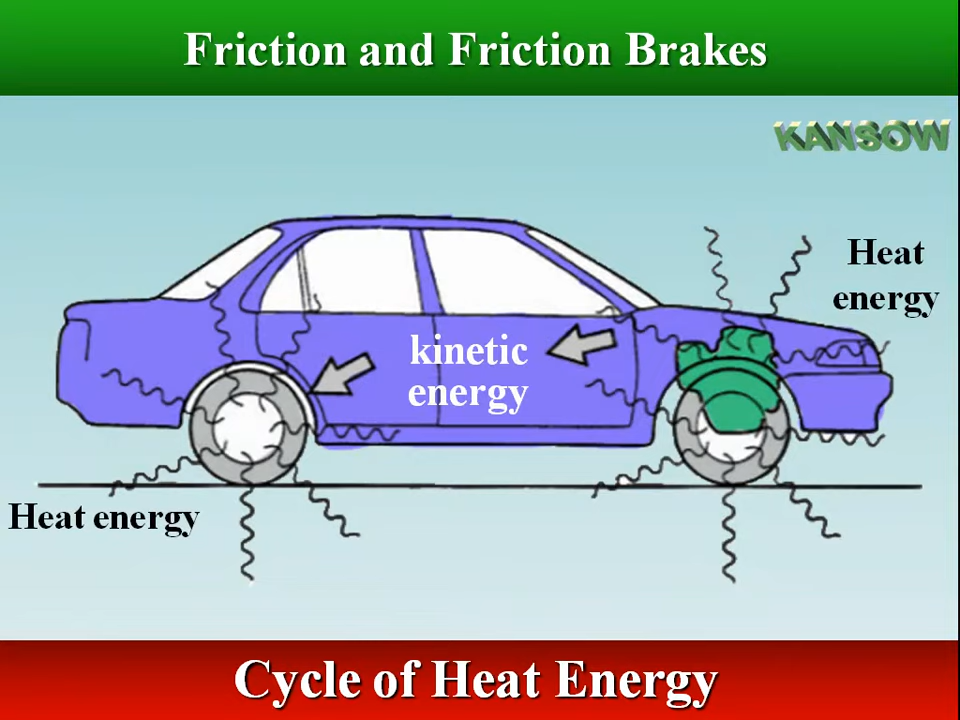 Friction and Friction Brakes
KANSOW
Heat
energy
kinetic
energy
Heat energy
Cycle of Heat Energy